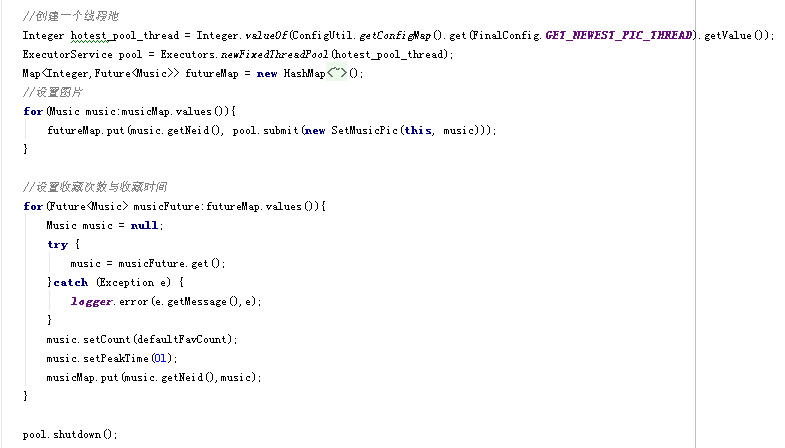 //创建一个线程池
Integer hotest_pool_thread = Integer.valueOf(ConfigUtil.getConfigMap().get(FinalConfig.GET_NEWEST_PIC_THREAD).getValue());
ExecutorService pool = Executors.newFixedThreadPool(hotest_pool_thread);
Map<Integer,Future<Music>> futureMap = new HashMap<~>();
//设置图片
for(Music music:musicMap.values()){
futureMap.put(music.getNeid(), pool.submit(new SetMusicPic(this, music)));
}
//设置收藏次数与收藏时间
for(Future<Music> musicFuture:futureMap.values()){
Music music = null;
try {
music = musicFuture.get();
}catch (Exception e) {
logger.error(e.getMessage(),e);
}
music.setCount(defaultFavCount);
music.setPeakTime(0l);
musicMap.put(music.getNeid(),music);
}
pool.shutdown();